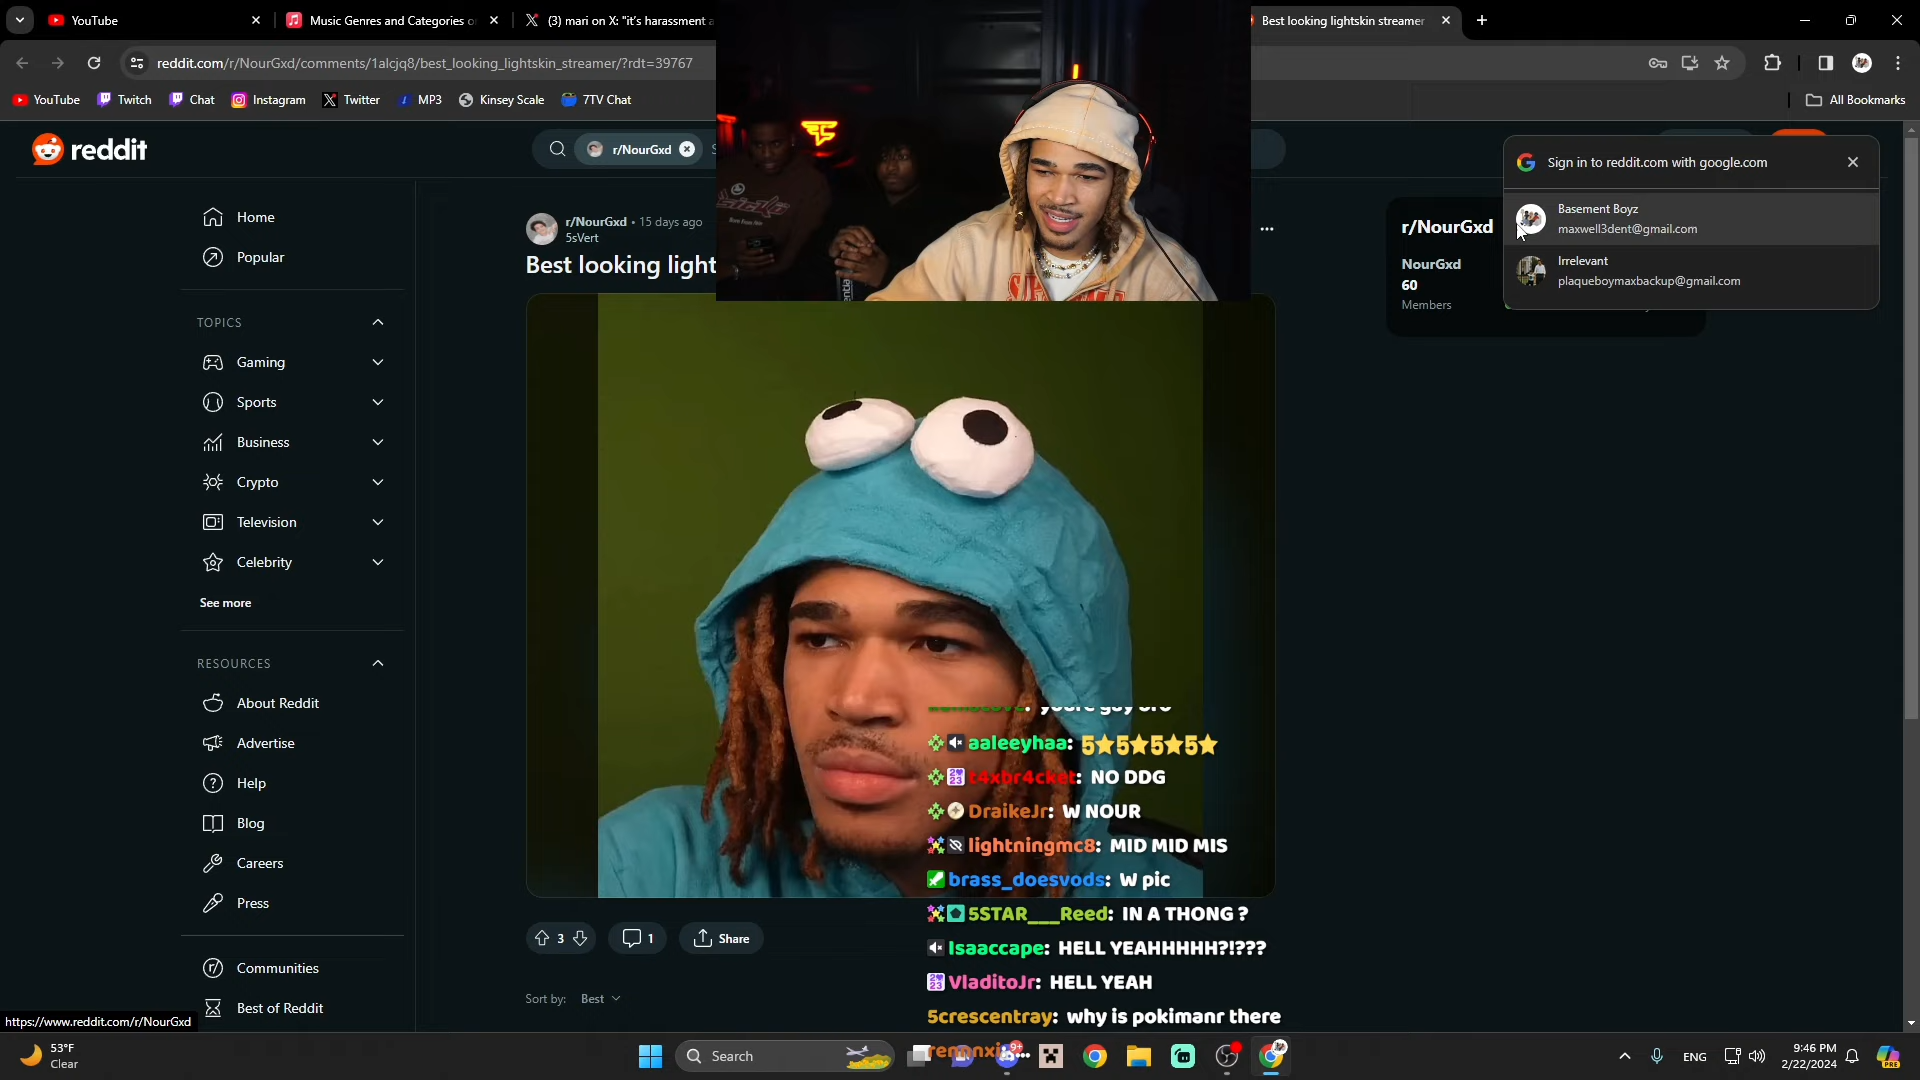 YouTube
Music Genres and Categories o
(3) mari on X: "it's harassment a
Best looking lightskin streamer
reddit.com/r/NourGxd/comments/1alcjq8/best_looking_lightskin_streamer/?rdt=39767
YouTube
Twitch
Chat
Instagram
Twitter
MP3
Kinsey Scale
7TV Chat
All Bookmarks
reddit
r/NourGxd
Sign in to reddit.com with google.com
Basement Boyz
maxwell3dent@gmail.com
Irrelevant
plaqueboymaxbackup@gmail.com
Home
Popular
TOPICS
Gaming
Sports
Business
Crypto
Television
Celebrity
See more
RESOURCES
About Reddit
Advertise
Help
Blog
Careers
Press
Communities
Best of Reddit
r/NourGxd • 15 days ago
5sVert
Best looking light
r/NourGxd
NourGxd
60
Members
aaleeyhaa: 5★5★5★5★
t4xbr4cket: NO DDG
DraikeJr: W NOUR
lightningmc8: MID MID MIS
brass_doesvods: W pic
5STAR___Reed: IN A THONG ?
Isaaccape: HELL YEAHHHHH?!???
VladitoJr: HELL YEAH
5crescentray: why is pokimanr there
3
1
Share
Sort by: Best
https://www.reddit.com/r/NourGxd
53°F
Clear
Search
9+
ENG
9:46 PM
2/22/2024
PRE